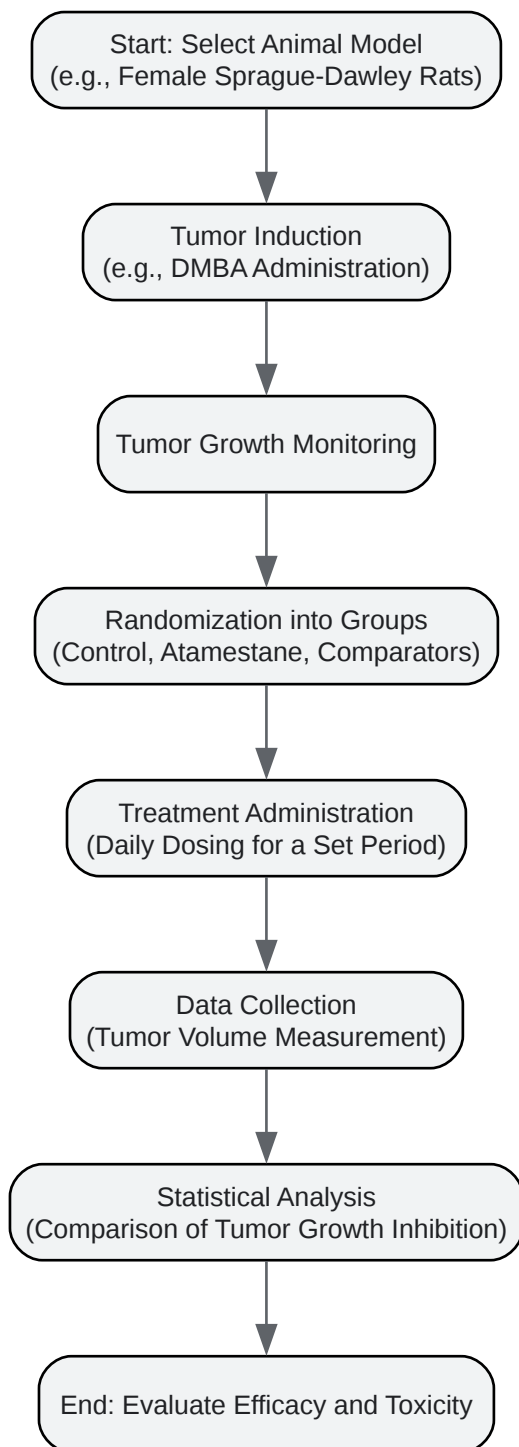 Start: Select Animal Model
(e.g., Female Sprague-Dawley Rats)
Tumor Induction
(e.g., DMBA Administration)
Tumor Growth Monitoring
Randomization into Groups
(Control, Atamestane, Comparators)
Treatment Administration
(Daily Dosing for a Set Period)
Data Collection
(Tumor Volume Measurement)
Statistical Analysis
(Comparison of Tumor Growth Inhibition)
End: Evaluate Efficacy and Toxicity